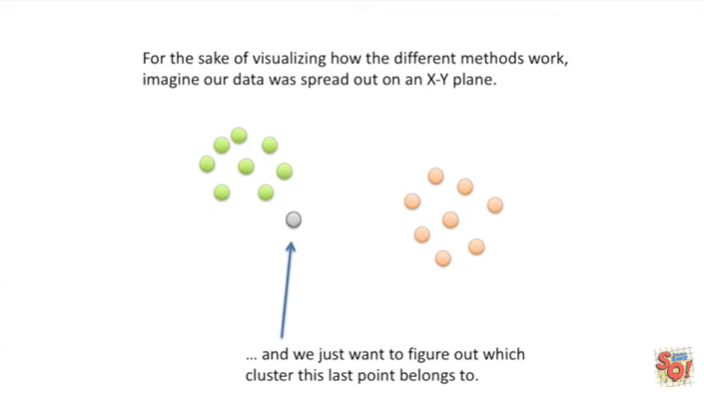 For the sake of visualizing how the different methods work,
imagine our data was spread out on an X-Y plane.
... and we just want to figure out which
cluster this last point belongs to.
SQ!